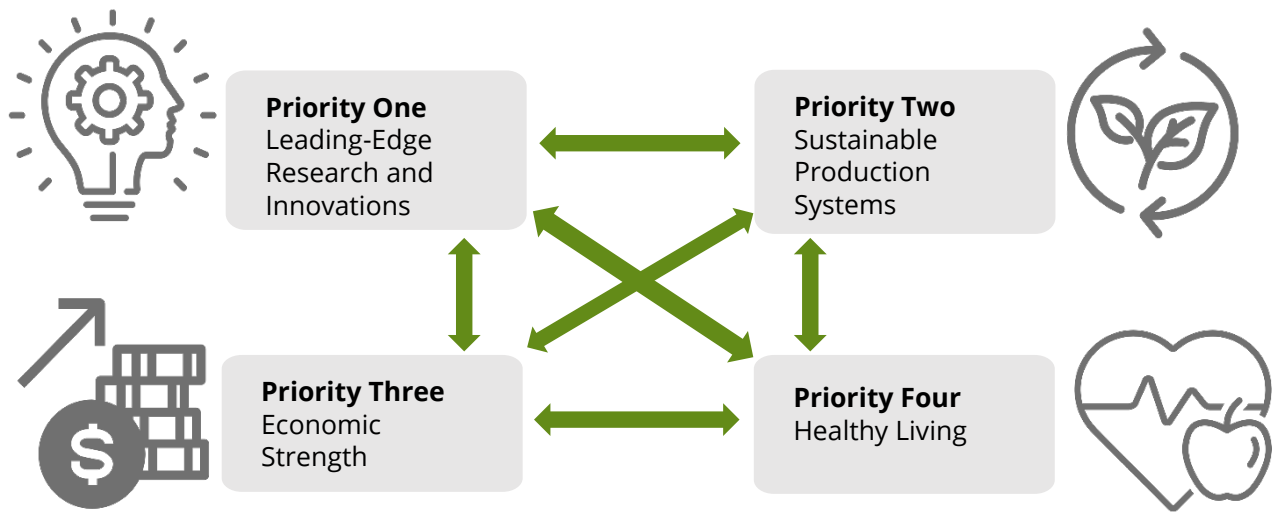 Priority One
Leading-Edge
Research and
Innovations
Priority Two
Sustainable
Production
Systems
Priority Three
Economic
Strength
Priority Four
Healthy Living
$